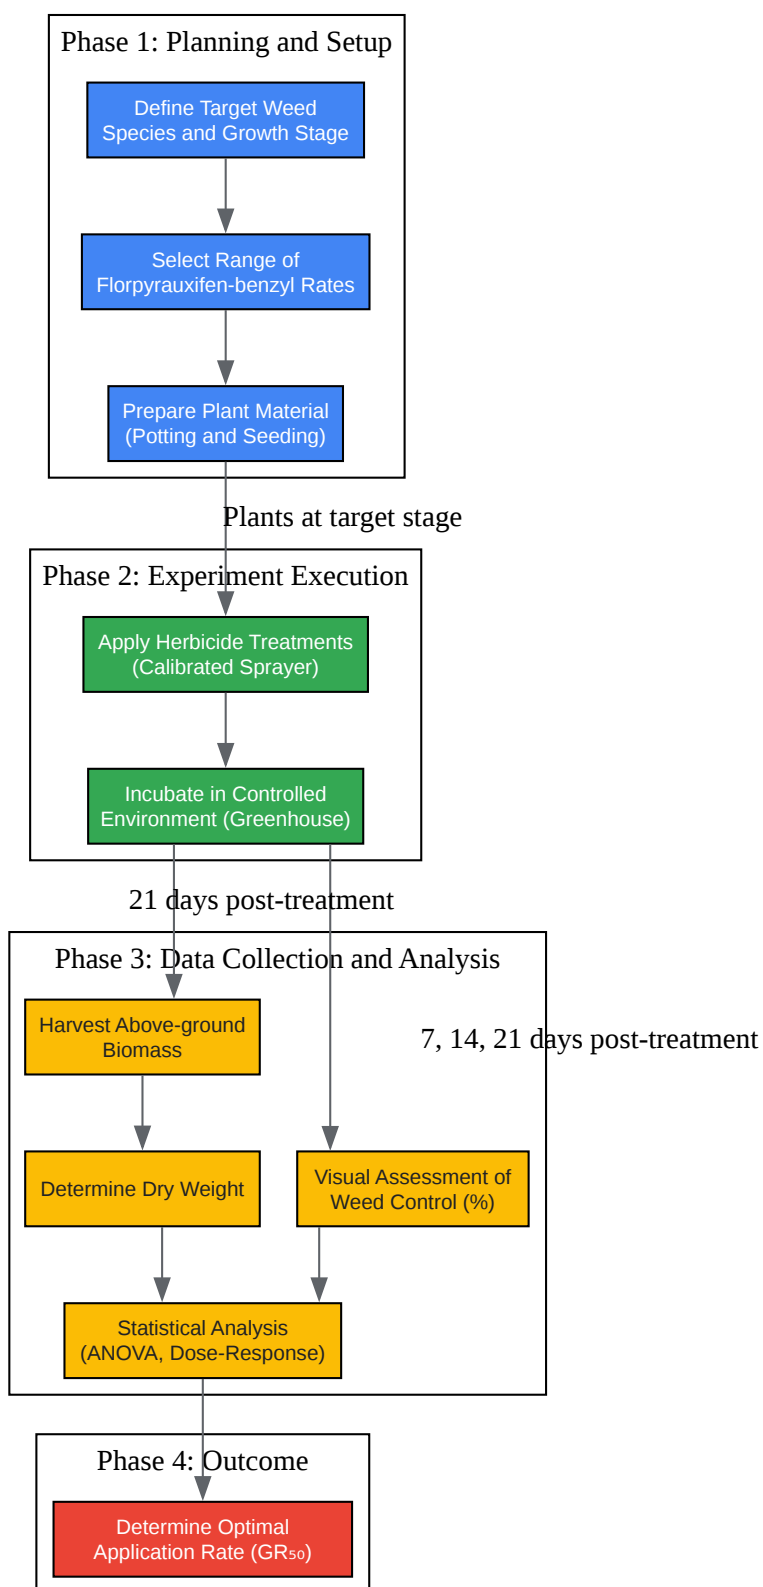 Phase 1: Planning and Setup
Define Target Weed
Species and Growth Stage
Select Range of
Florpyrauxifen-benzyl Rates
Prepare Plant Material
(Potting and Seeding)
Plants at target stage
Phase 2: Experiment Execution
Apply Herbicide Treatments
(Calibrated Sprayer)
Incubate in Controlled
Environment (Greenhouse)
21 days post-treatment
Phase 3: Data Collection and Analysis
Harvest Above-ground
Biomass
7, 14, 21 days post-treatment
Determine Dry Weight
Visual Assessment of
Weed Control (%)
Statistical Analysis
(ANOVA, Dose-Response)
Phase 4: Outcome
Determine Optimal
Application Rate (GR₅₀)